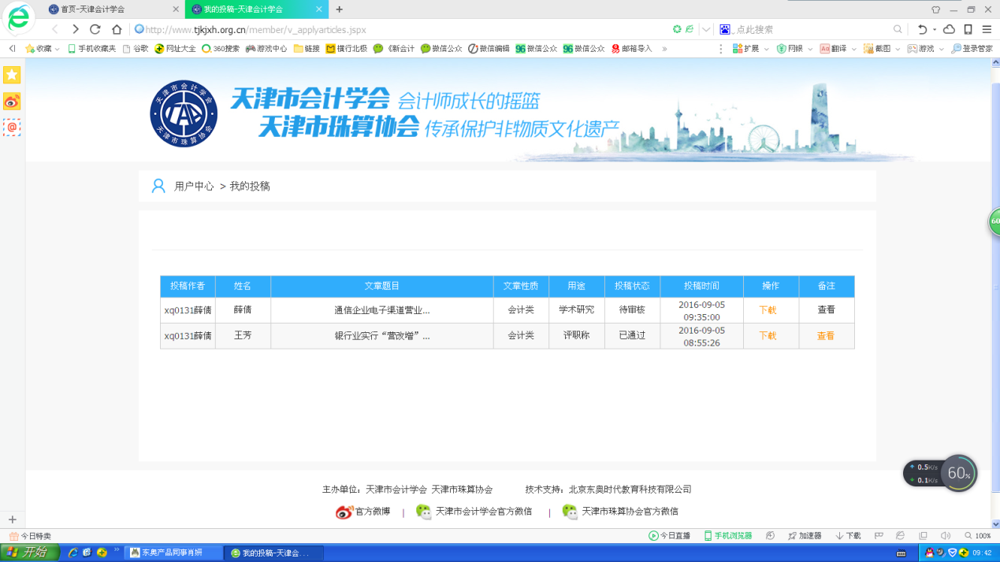 首页-天津会计学会
我的投稿-天津会计学会
http://www.tjkjxh.org.cn/member/v_applyarticles.jspx
点此搜索
收藏 手机收藏夹 谷歌 网址大全 360搜索 游戏中心 链接 横行北极 《新会计 微信公众 微信编辑 微信公众 微信公众 邮箱导入 » 扩展 网银 翻译 截图 游戏 登录管家
天津市会计学会 会计师成长的摇篮
天津市珠算协会 传承保护非物质文化遗产
天津市会计学会
TAA
天津市珠算协会
用户中心 > 我的投稿
投稿作者 姓名 文章题目 文章性质 用途 投稿状态 投稿时间 操作 备注
xq0131薛倩 薛倩 通信企业电子渠道营业... 会计类 学术研究 待审核 2016-09-05 09:35:00 下载 查看
xq0131薛倩 王芳 银行业实行“营改增”... 会计类 评职称 已通过 2016-09-05 08:55:26 下载 查看
60
0.5K/s
0.1K/s
60%
主办单位：天津市会计学会 天津市珠算协会 技术支持：北京东奥时代教育科技有限公司
官方微博 | 天津市会计学会官方微信 | 天津市珠算协会官方微信
今日特卖 今日直播 手机浏览器 加速器 下载 100%
开始 东奥产品同事肖妍 我的投稿-天津会... 09:42